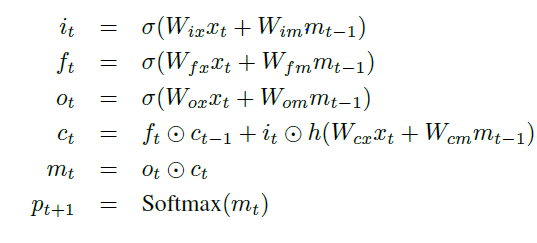 i_t = σ(W_{ix}x_t + W_{im}m_{t−1})
f_t = σ(W_{fx}x_t + W_{fm}m_{t−1})
o_t = σ(W_{ox}x_t + W_{om}m_{t−1})
c_t = f_t ⊙ c_{t−1} + i_t ⊙ h(W_{cx}x_t + W_{cm}m_{t−1})
m_t = o_t ⊙ c_t
p_{t+1} = Softmax(m_t)